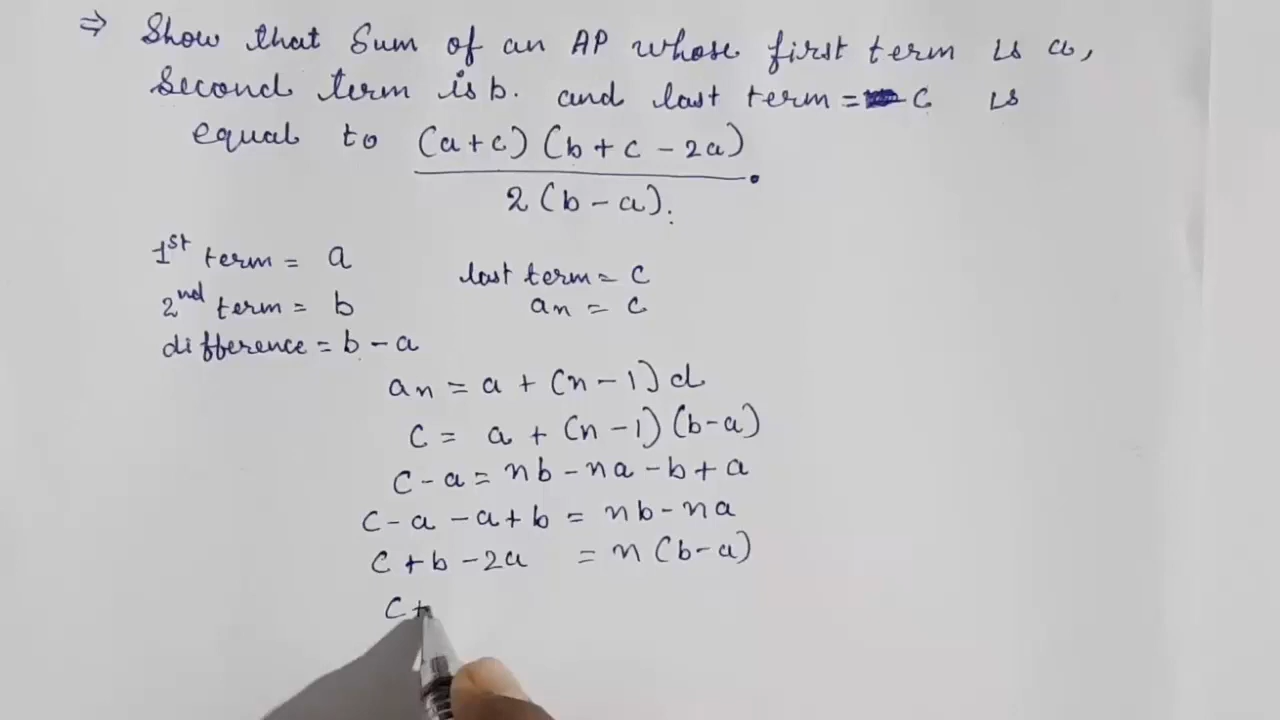 ⇒ Show that Sum of an AP whose first term is a,
Second term is b. and last term = c is
equal to (a+c) (b+c-2a) / 2(b-a).
1st term = a
2nd term = b
difference = b-a
last term = c
an = c
an = a + (n-1)d
c = a + (n-1) (b-a)
c-a = nb-na-b+a
c-a-a+b = nb-na
c+b-2a = n(b-a)
c+